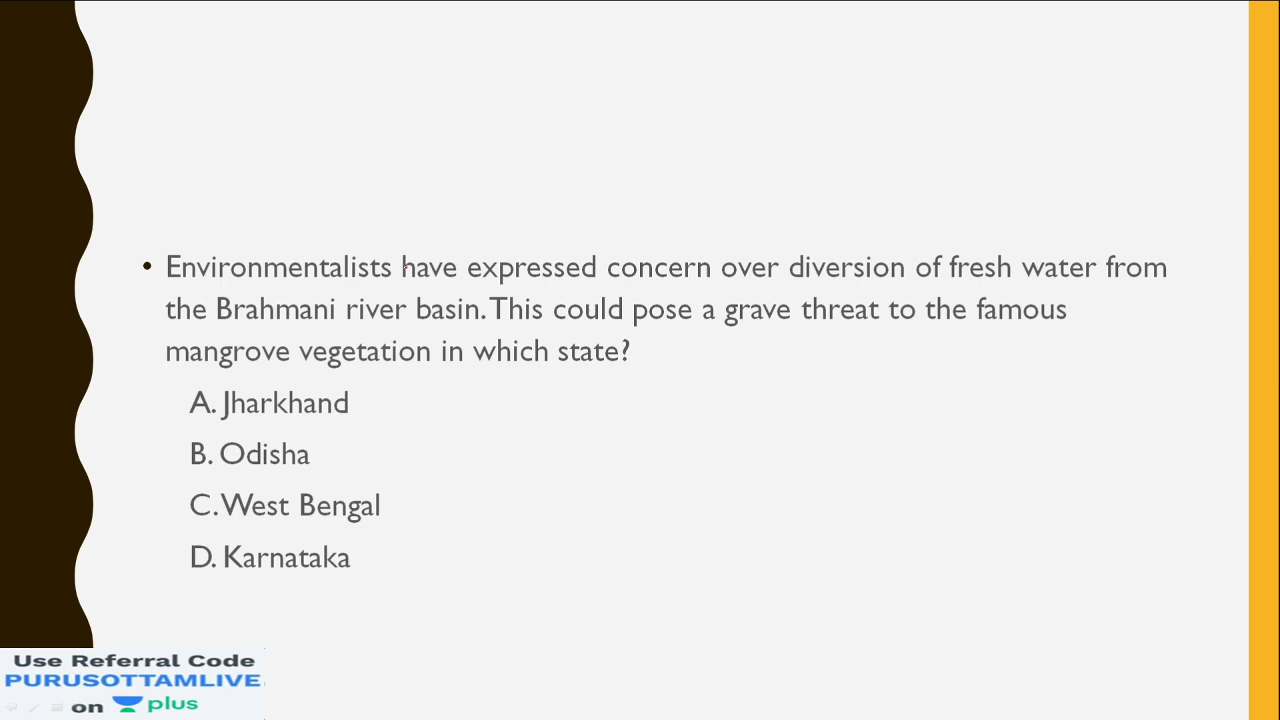 • Environmentalists have expressed concern over diversion of fresh water from
the Brahmani river basin. This could pose a grave threat to the famous
mangrove vegetation in which state?
A. Jharkhand
B. Odisha
C. West Bengal
D. Karnataka
Use Referral Code
PURUSOTTAMLIVE
on plus